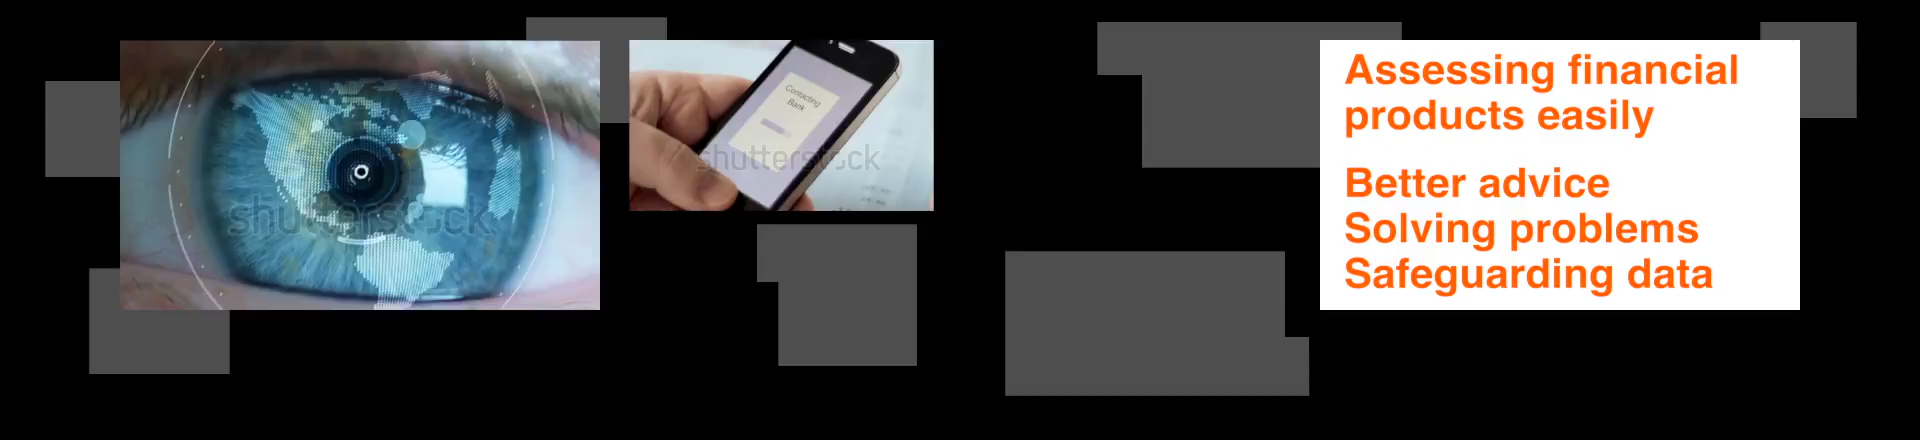 shutterstock
Contacting
Bank
shutterstock
Assessing financial
products easily
Better advice
Solving problems
Safeguarding data